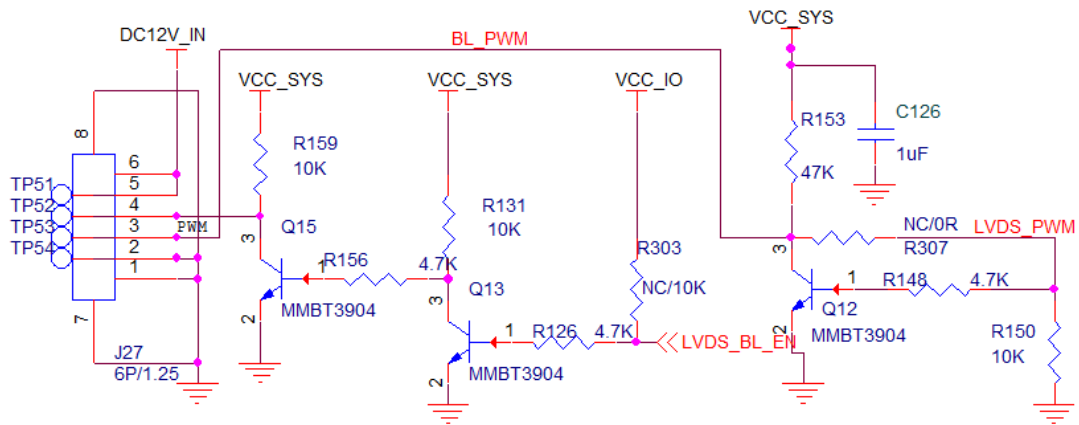 VCC_SYS
DC12V_IN
BL_PWM
VCC_SYS
VCC_SYS
VCC_IO
C126
1uF
R153
47K
8
R159
10K
6
5
4
3
2
1
TP51
TP52
TP53
TP54
PWM
R131
10K
Q15
3
1
2
R156
4.7K
MMBT3904
R303
NC/10K
Q13
3
1
2
R126
4.7K
MMBT3904
LVDS_BL_EN
NC/0R
R307
LVDS_PWM
3
1
2
R148
4.7K
Q12
MMBT3904
R150
10K
7
J27
6P/1.25